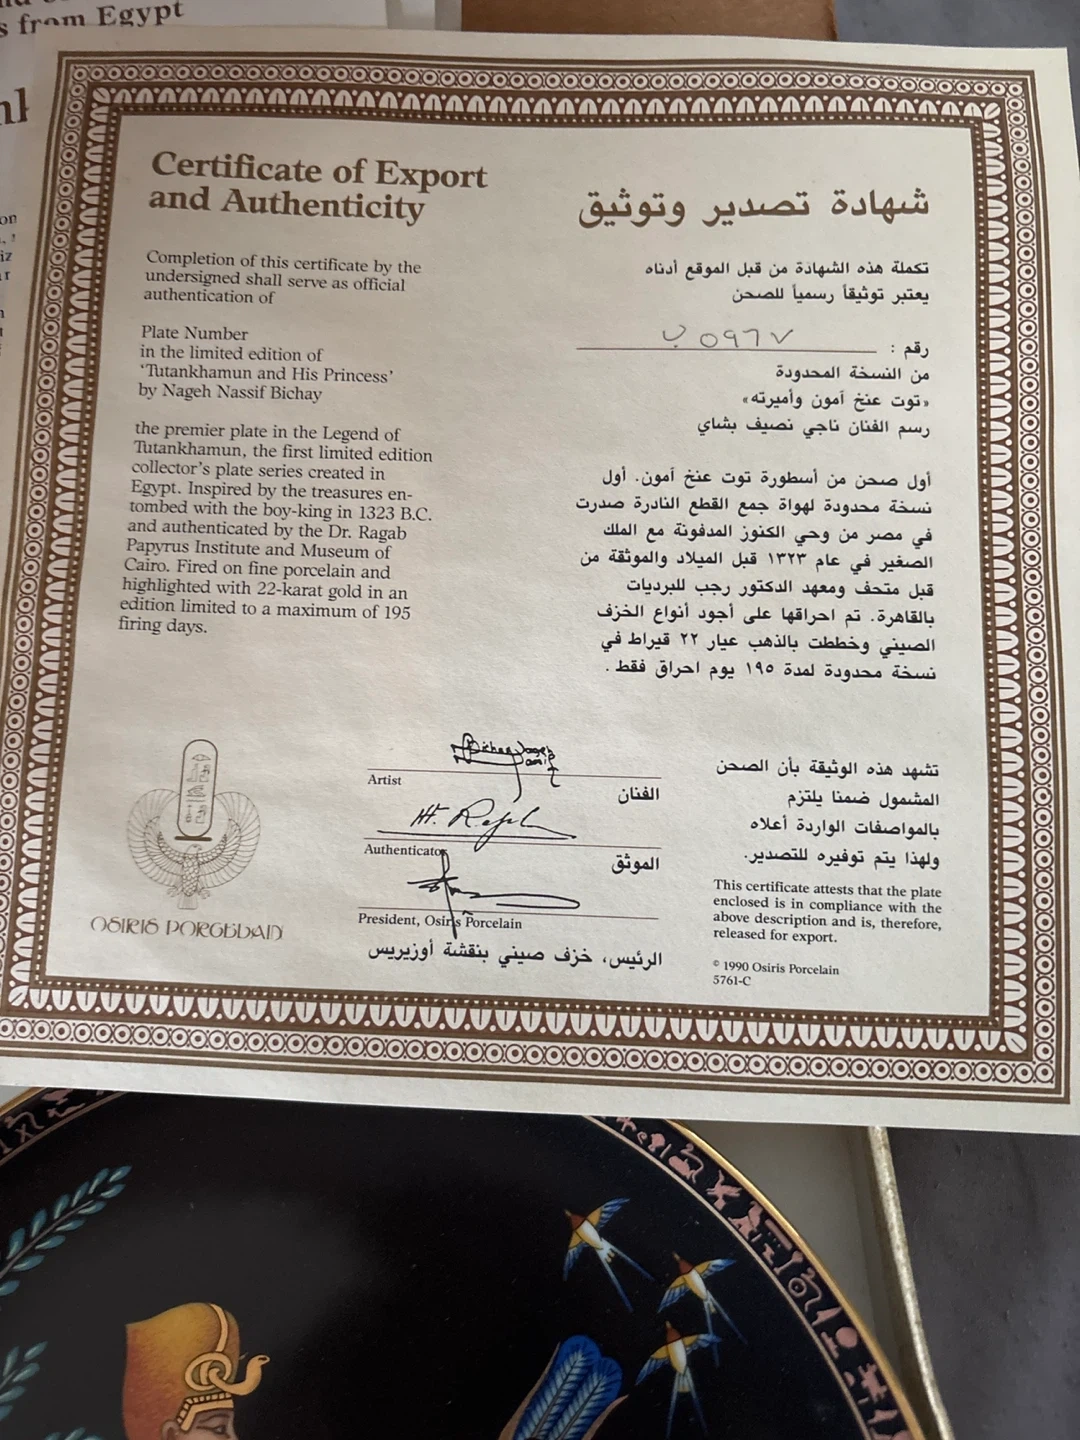 s from Egypt
Certificate of Export
and Authenticity
Completion of this certificate by the
undersigned shall serve as official
authentication of
Plate Number
in the limited edition of
‘Tutankhamun and His Princess’
by Nageh Nassif Bichay
the premier plate in the Legend of
Tutankhamun, the first limited edition
collector's plate series created in
Egypt. Inspired by the treasures en-
tombed with the boy-king in 1323 B.C.
and authenticated by the Dr. Ragab
Papyrus Institute and Museum of
Cairo. Fired on fine porcelain and
highlighted with 22-karat gold in an
edition limited to a maximum of 195
firing days.
شهادة تصدير وتوثيق
تكملة هذه الشهادة من قبل الموقع أدناه
يعتبر توثيقاً رسمياً للصحن
رقم :
من النسخة المحدودة
«توت عنخ آمون وأميرته»
رسم الفنان ناجي نصيف بشاي
أول صحن من أسطورة توت عنخ آمون. أول
نسخة محدودة لهواة جمع القطع النادرة صدرت
في مصر من وحي الكنوز المدفونة مع الملك
الصغير في عام ١٣٢٣ قبل الميلاد والموثقة من
قبل متحف ومعهد الدكتور رجب للبرديات
بالقاهرة. تم احراقها على أجود أنواع الخزف
الصيني وخططت بالذهب عيار ٢٢ قيراط في
نسخة محدودة لمدة ١٩٥ يوم احراق فقط .
OSIRIS PORCELAIN
Artist
الفنان
Authenticator
الموثق
President, Osiris Porcelain
الرئيس، خزف صيني بنقشة أوزيريس
تشهد هذه الوثيقة بأن الصحن
المشمول ضمنا يلتزم
بالمواصفات الواردة أعلاه
ولهذا يتم توفيره للتصدير.
This certificate attests that the plate
enclosed is in compliance with the
above description and is, therefore,
released for export.
© 1990 Osiris Porcelain
5761-C